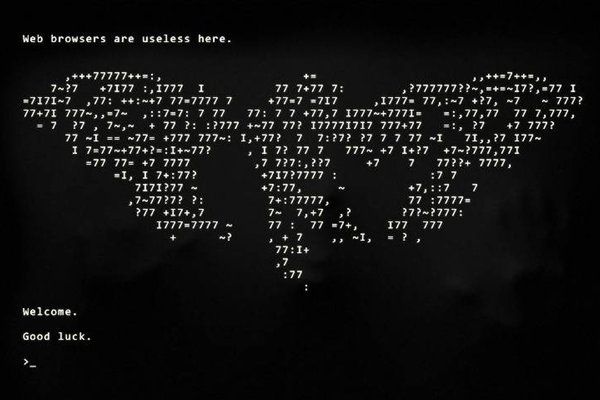 Web browsers are useless here.
,+++77777++=:, += ,,++=7++=,,
7~?7 +7I77 :,I777 I 77 7+77 7: ,?777777??~,=+=~I7?,=77 I
=7I7I~7 ,77: ++:~+7 77=7777 7 +77=7 =7I7 ,I777= 77,:~7 +?7, ~7 ~ 777?
77+7I 777~,,=7~ ,::7=7: 7 77 77: 7 7 +77,7 I777~+777I= =:,77,77 77 7,777,
= 7 ?7 , 7~,~ + 77 ?: :?777 +~77 77? I7777I7I7 777+77 =:, ?7 +7 777?
77 ~I == ~77= +777 777~: I,+77? 7 7:?7? ?7 7 7 77 ~I 7I,,?7 I77~
I 7=77~+77+?=:I+~77? , I 7? 77 7 777~ +7 I+?7 +7~?777,77I
=77 77= +7 7777 ,7 7?7:,??7 +7 7 77??+ 7777,
=I, I 7+:77? +7I7?7777 : :7 7
7I7I?77 ~ +7:77, ~ +7,::7 7
,7~77?7? ?: 7+:77777, 77 :7777=
?77 +I7+,7 7~ 7,+7 ,? ?7?~?777:
I777=7777 ~ 77 : 77 =7+, I77 777
+ ~? , + 7 ,, ~I, = ? ,
77:I+
,7
:77
:
Welcome.
Good luck.
>_